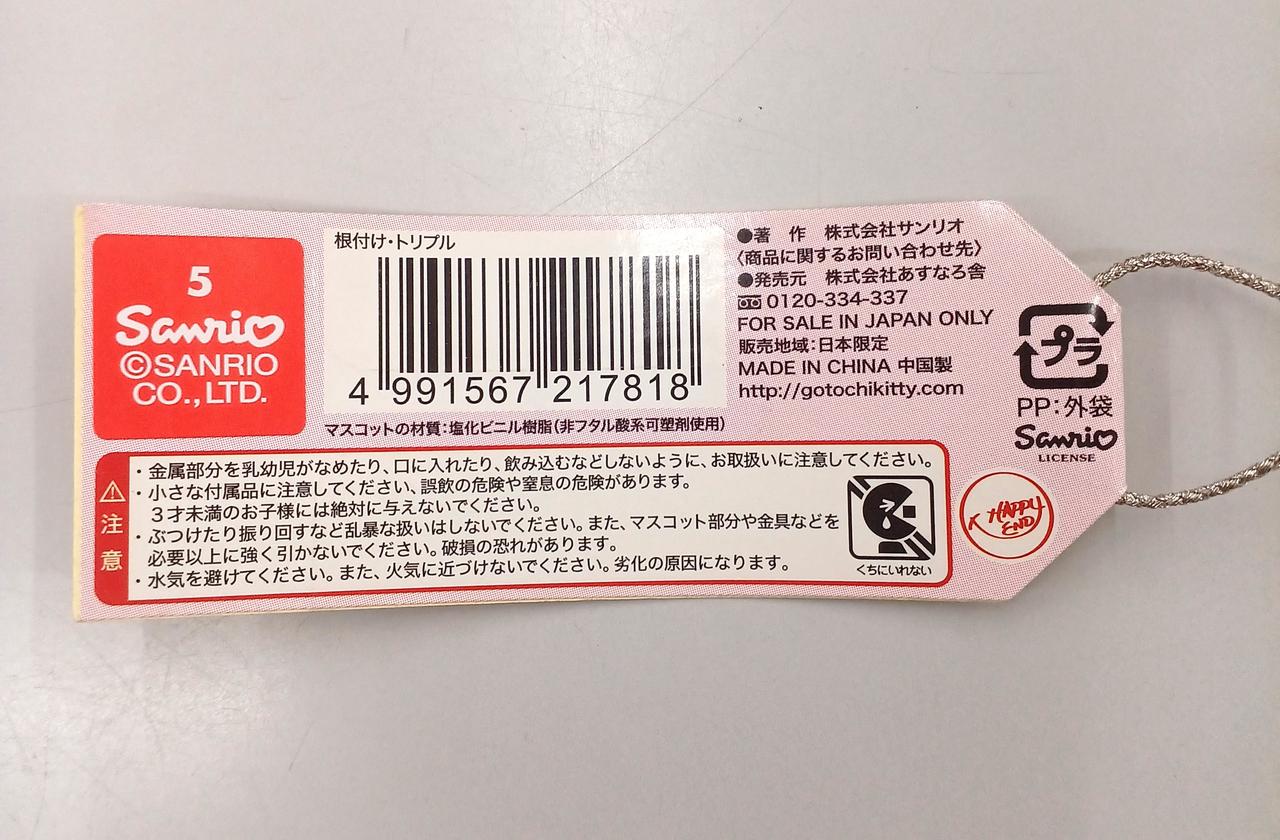 5
Sanrio
©SANRIO
CO.,LTD.
根付け・トリプル
4 991567 217818
マスコットの材質:塩化ビニル樹脂(非フタル酸系可塑剤使用)
●著 作 株式会社サンリオ
〈商品に関するお問い合わせ先〉
●発売元 株式会社あすなろ舎
0120-334-337
FOR SALE IN JAPAN ONLY
販売地域:日本限定
MADE IN CHINA 中国製
http://gotochikitty.com
プラ
PP:外袋
Sanrio
LICENSE
HAPPY
END
注意
・金属部分を乳幼児がなめたり、口に入れたり、飲み込むなどしないように、お取扱いに注意してください。
・小さな付属品に注意してください、誤飲の危険や窒息の危険があります。
3才未満のお子様には絶対に与えないでください。
・ぶつけたり振り回すなど乱暴な扱いはしないでください。また、マスコット部分や金具などを
必要以上に強く引かないでください。破損の恐れがあります。
・水気を避けてください。また、火気に近づけないでください。劣化の原因になります。
くちにいれない